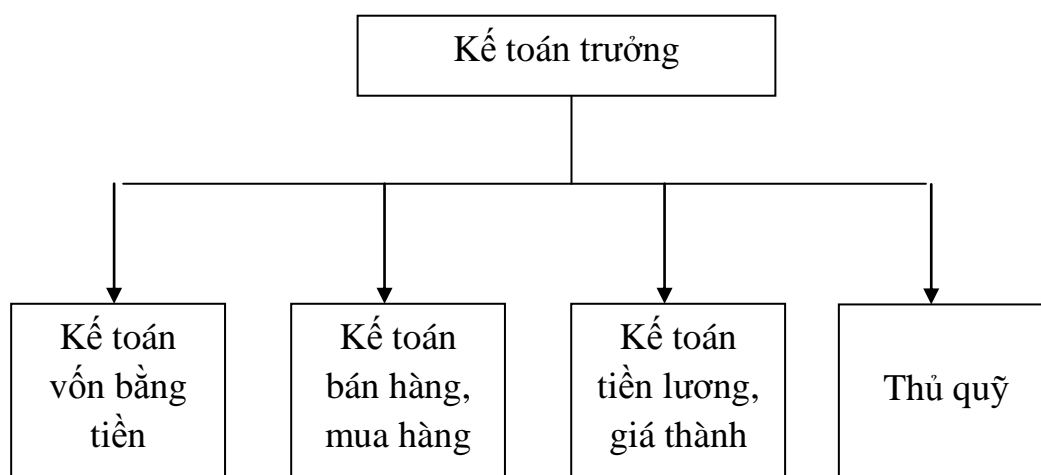 Kế toán trưởng
Kế toán
vốn bằng
tiền
Kế toán
bán hàng,
mua hàng
Kế toán
tiền lương,
giá thành
Thủ quỹ